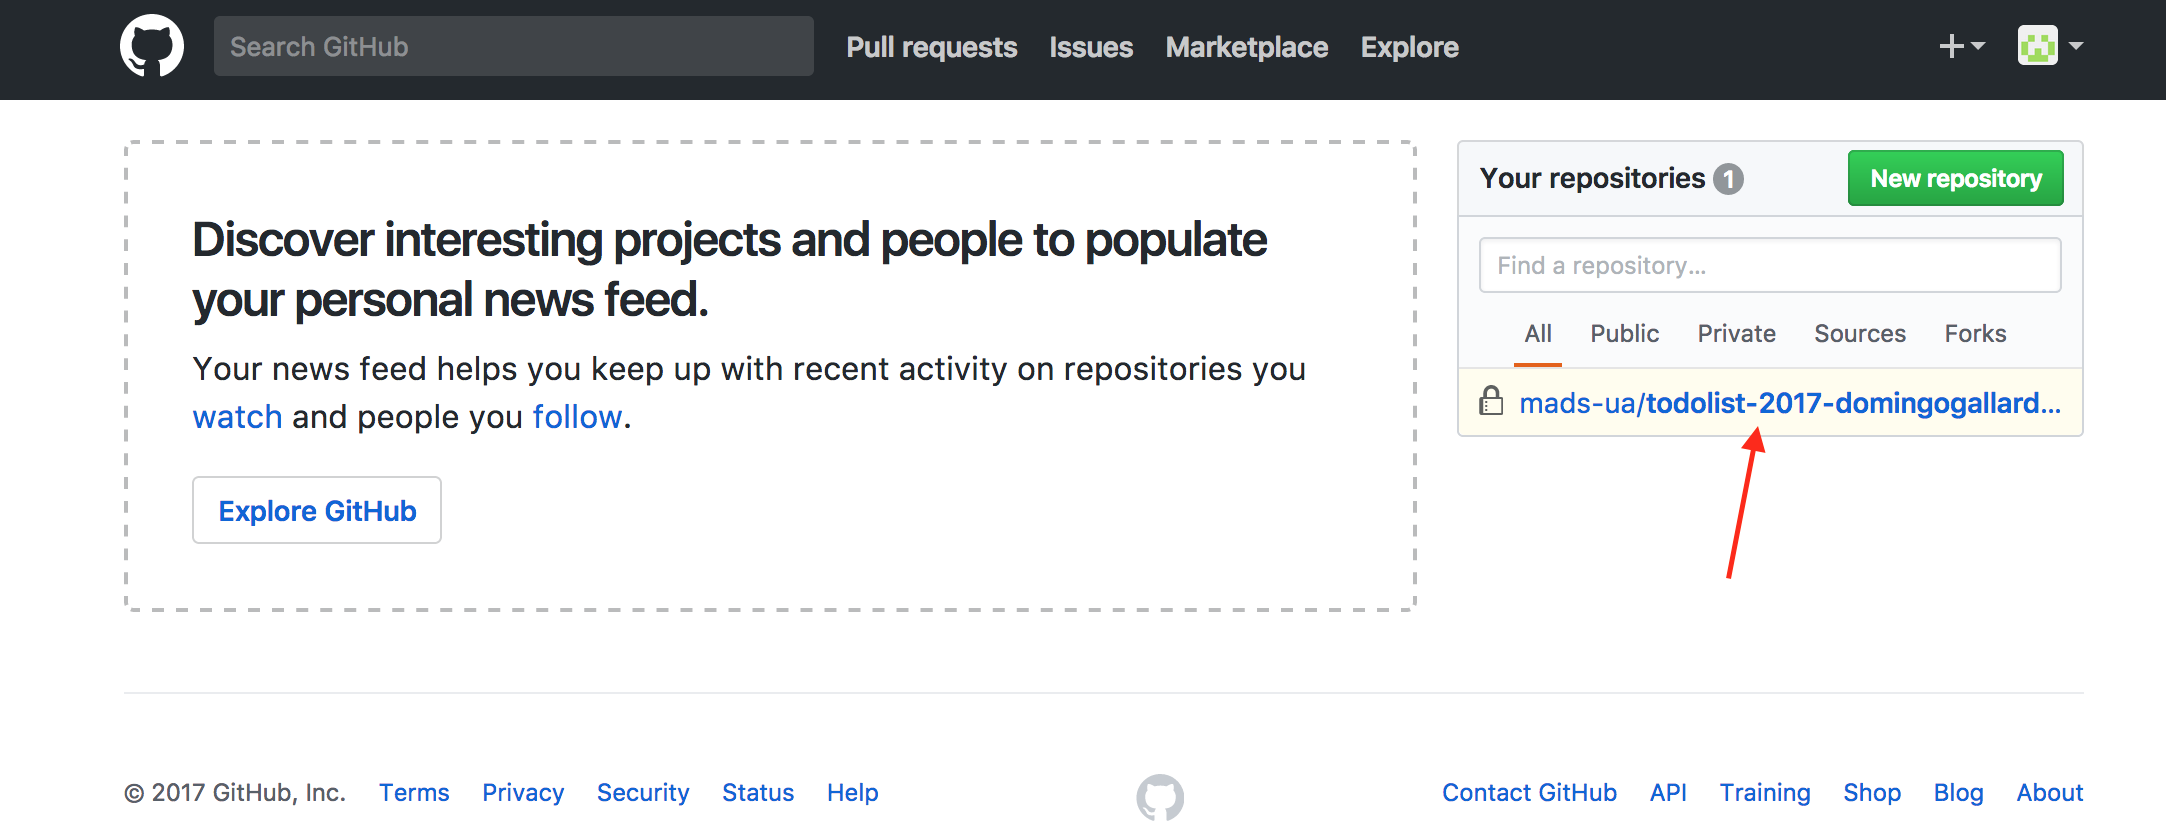 Search GitHub
Pull requests
Issues
Marketplace
Explore
Discover interesting projects and people to populate
your personal news feed.
Your news feed helps you keep up with recent activity on repositories you
watch and people you follow.
Explore GitHub
Your repositories 1
New repository
Find a repository...
All
Public
Private
Sources
Forks
mads-ua/todolist-2017-domingogallard...
© 2017 GitHub, Inc.
Terms
Privacy
Security
Status
Help
Contact GitHub
API
Training
Shop
Blog
About